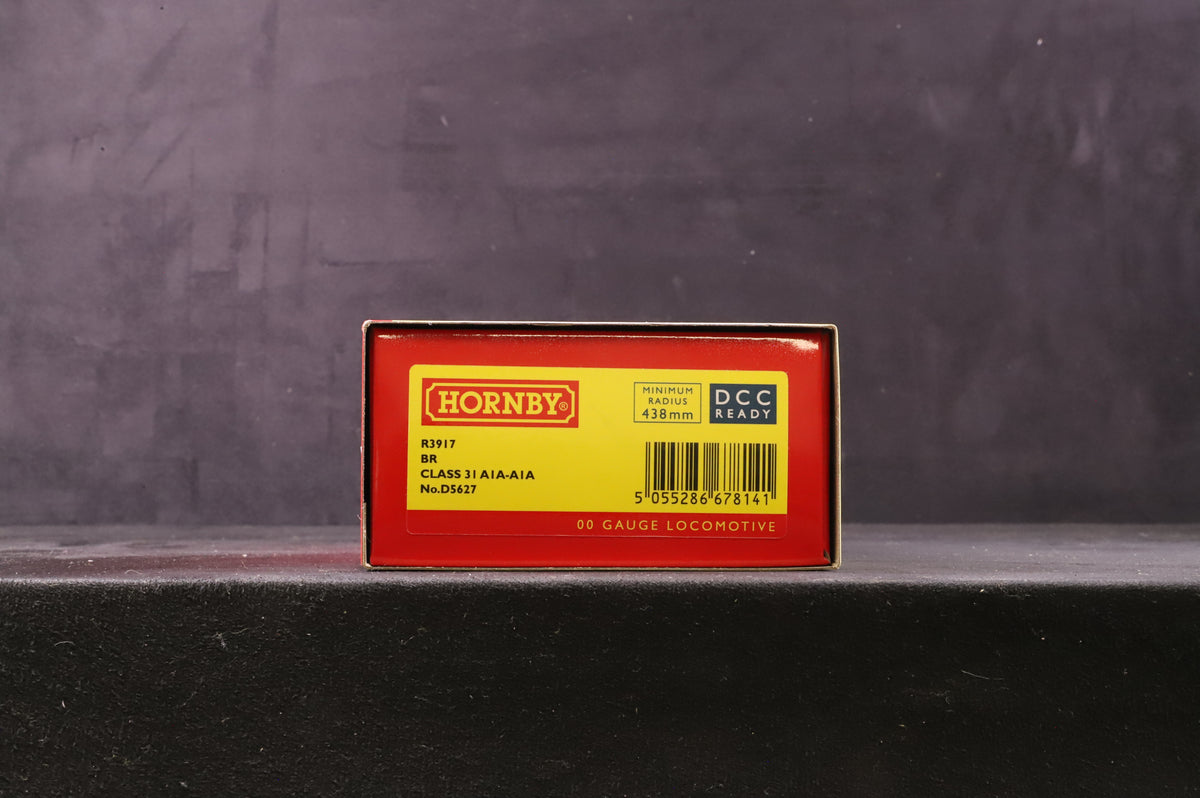 HORNBY®
MINIMUM
RADIUS
438mm
DCC
READY
R3917
BR
CLASS 31 A1A-A1A
No.D5627
5 055286 678141
00 GAUGE LOCOMOTIVE